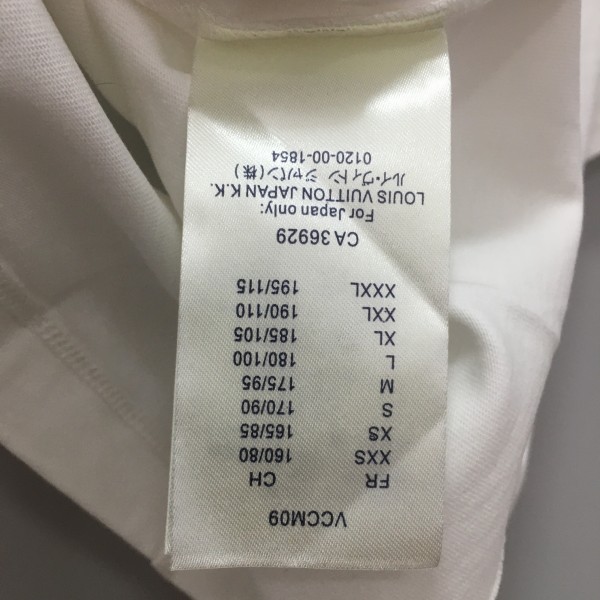 VCCM09
FR CH
XXS 160/80
XS 165/85
S 170/90
M 175/95
L 180/100
XL 185/105
XXL 190/110
XXXL 195/115
CA 36929
For Japan only:
LOUIS VUITTON JAPAN K.K.
ルイ・ヴィトン ジャパン(株)
0120-00-1854